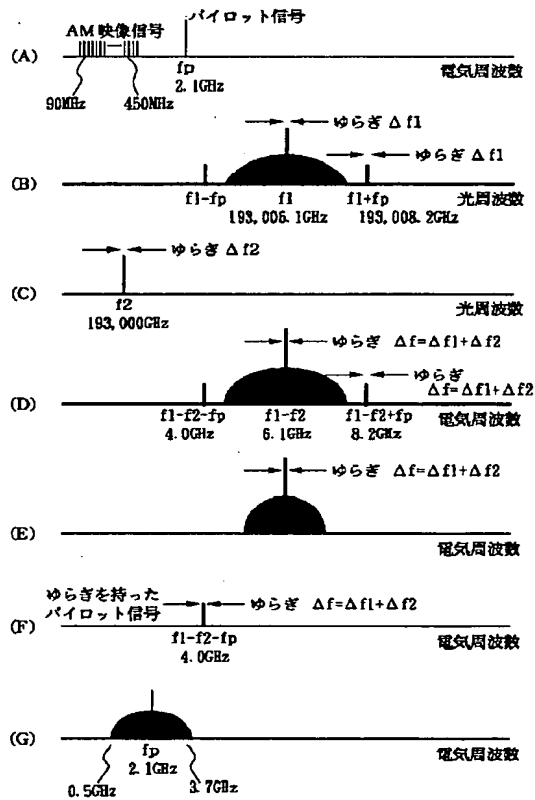 パイロット信号
AM 映像信号
(A)
fp
2.1GHz
電気周波数
90MHz
450MHz
ゆらぎ Δf1
ゆらぎ Δf1
(B)
f1-fp
f1
f1+fp
光周波数
193,006.1GHz
193,008.2GHz
ゆらぎ Δf2
(C)
f2
193,000GHz
光周波数
ゆらぎ Δf=Δf1+Δf2
ゆらぎ
Δf=Δf1+Δf2
(D)
f1-f2-fp
f1-f2
f1-f2+fp
電気周波数
4.0GHz
6.1GHz
8.2GHz
ゆらぎ Δf=Δf1+Δf2
(E)
電気周波数
ゆらぎを持った
パイロット信号
ゆらぎ Δf=Δf1+Δf2
(F)
f1-f2-fp
4.0GHz
電気周波数
(G)
fp
2.1GHz
電気周波数
0.5GHz
3.7GHz